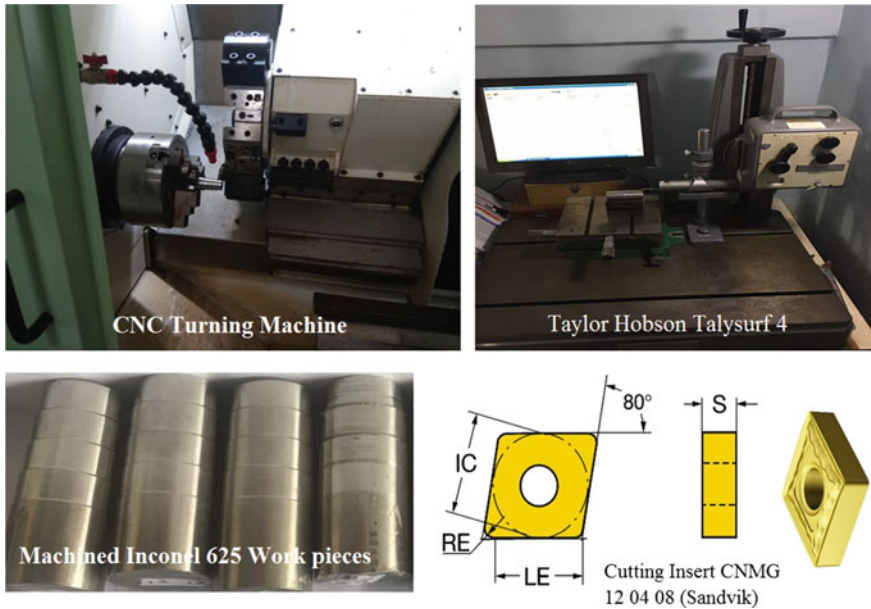 CNC Turning Machine
Taylor Hobson Talysurf 4
Machined Inconel 625 Work pieces
80°
S
IC
RE
LE
Cutting Insert CNMG
12 04 08 (Sandvik)